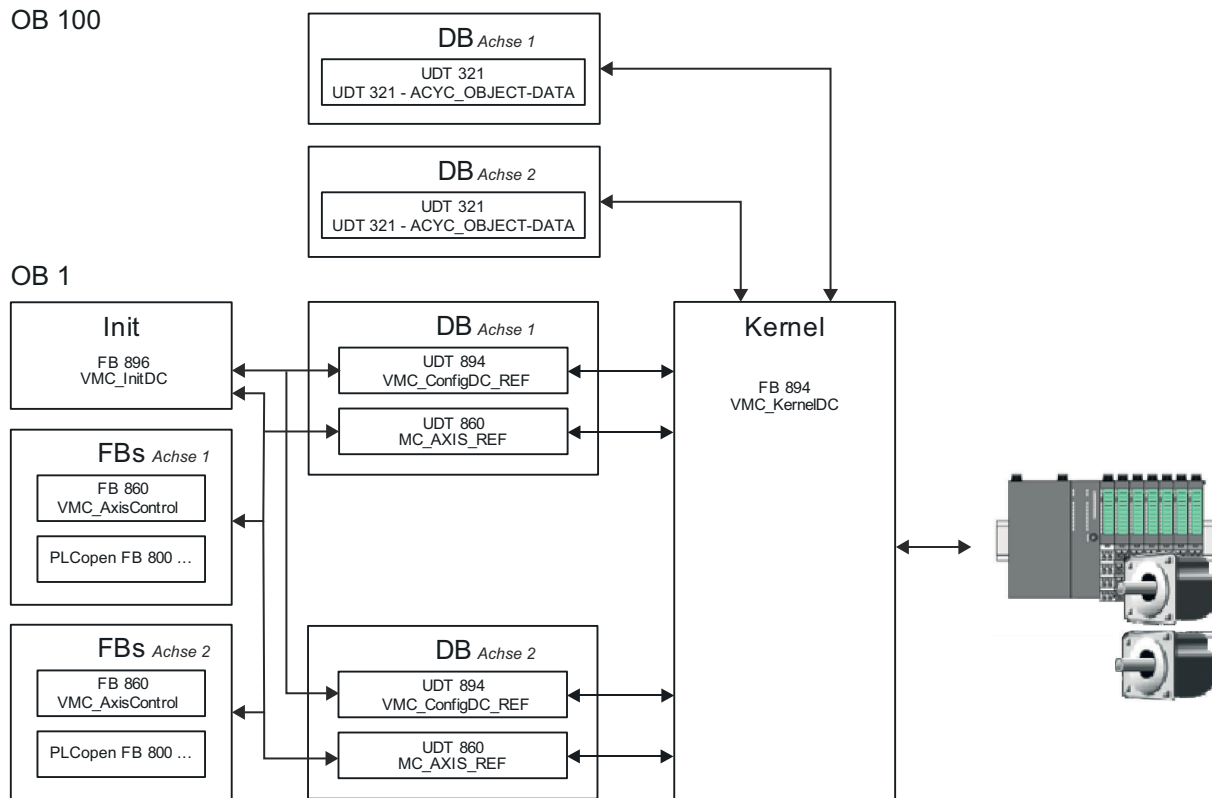 OB 100
DB Achse 1
UDT 321
UDT 321 - ACYC_OBJECT-DATA
DB Achse 2
UDT 321
UDT 321 - ACYC_OBJECT-DATA
OB 1
Init
FB 896
VMC_InitDC
DB Achse 1
UDT 894
VMC_ConfigDC_REF
UDT 860
MC_AXIS_REF
Kernel
FB 894
VMC_KernelDC
FBs Achse 1
FB 860
VMC_AxisControl
PLCopen FB 800 ...
FBs Achse 2
FB 860
VMC_AxisControl
PLCopen FB 800 ...
DB Achse 2
UDT 894
VMC_ConfigDC_REF
UDT 860
MC_AXIS_REF